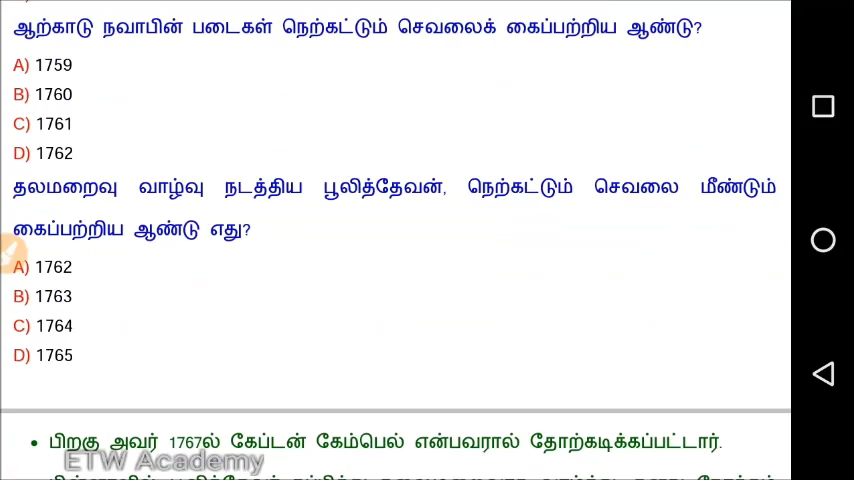 ஆற்காடு நவாபின் படைகள் நெற்கட்டும் செவலைக் கைப்பற்றிய ஆண்டு?
A) 1759
B) 1760
C) 1761
D) 1762
தலமறைவு வாழ்வு நடத்திய பூலித்தேவன், நெற்கட்டும் செவலை மீண்டும்
கைப்பற்றிய ஆண்டு எது?
A) 1762
B) 1763
C) 1764
D) 1765
• பிறகு அவர் 1767ல் கேப்டன் கேம்பெல் என்பவரால் தோற்கடிக்கப்பட்டார்.
ETW Academy